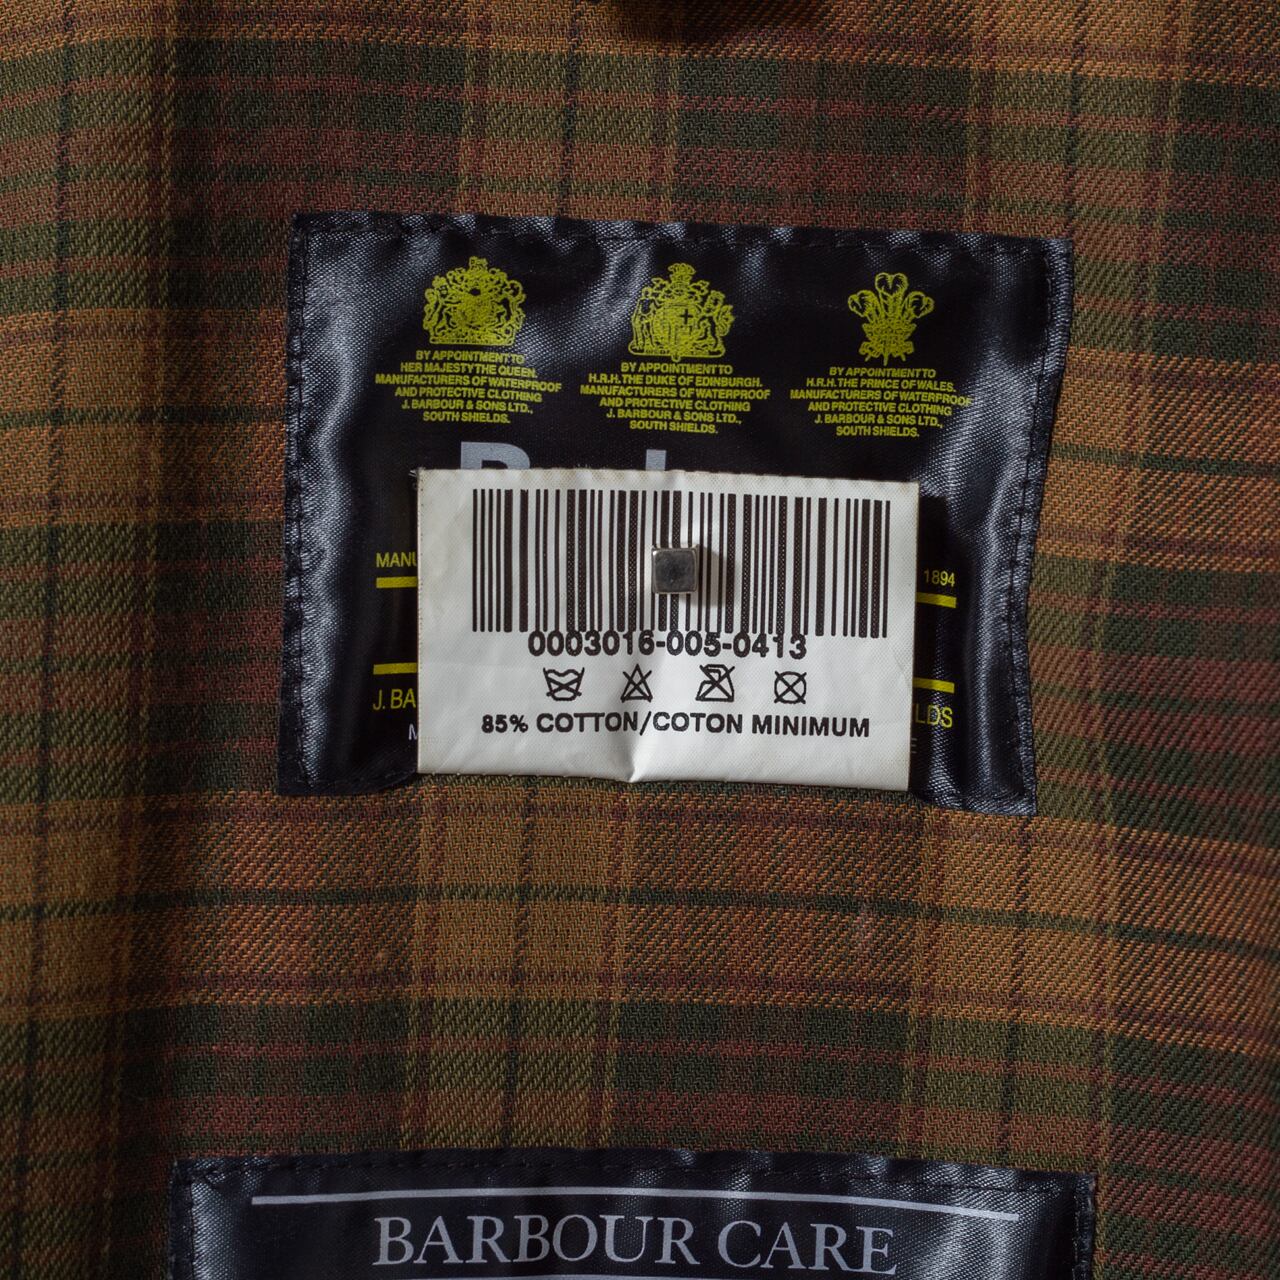 BY APPOINTMENT TO
HER MAJESTY THE QUEEN.
MANUFACTURERS OF WATERPROOF
AND PROTECTIVE CLOTHING
J. BARBOUR & SONS LTD.,
SOUTH SHIELDS.
BY APPOINTMENT TO
H.R.H. THE DUKE OF EDINBURGH.
MANUFACTURERS OF WATERPROOF
AND PROTECTIVE CLOTHING
J. BARBOUR & SONS LTD.,
SOUTH SHIELDS.
BY APPOINTMENT TO
H.R.H. THE PRINCE OF WALES.
MANUFACTURERS OF WATERPROOF
AND PROTECTIVE CLOTHING
J. BARBOUR & SONS LTD.,
SOUTH SHIELDS.
1894
0003016-005-0413
85% COTTON/COTON MINIMUM
BARBOUR CARE